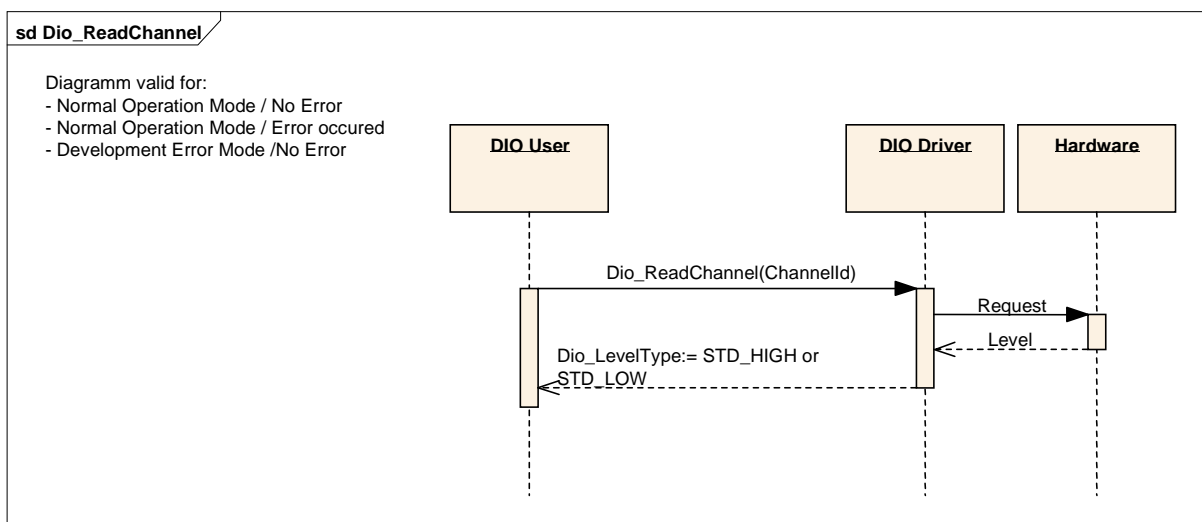 sd Dio_ReadChannel
Diagramm valid for:
- Normal Operation Mode / No Error
- Normal Operation Mode / Error occured
- Development Error Mode /No Error
DIO User
DIO Driver
Hardware
Dio_ReadChannel(ChannelId)
Request
Level
Dio_LevelType:= STD_HIGH or
STD_LOW